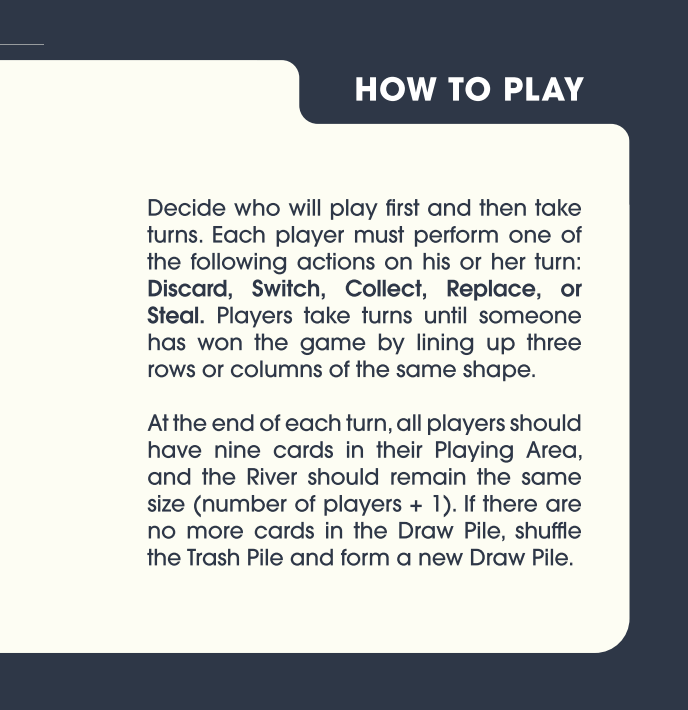 HOW TO PLAY
Decide who will play first and then take
turns. Each player must perform one of
the following actions on his or her turn:
Discard, Switch, Collect, Replace, or
Steal. Players take turns until someone
has won the game by lining up three
rows or columns of the same shape.
At the end of each turn, all players should
have nine cards in their Playing Area,
and the River should remain the same
size (number of players + 1). If there are
no more cards in the Draw Pile, shuffle
the Trash Pile and form a new Draw Pile.